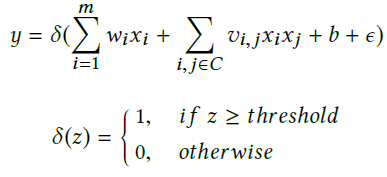 y = δ(∑_{i=1}^{m} w_i x_i + ∑_{i,j∈C} v_{i,j} x_i x_j + b + ϵ)
δ(z) = { 1, if z ≥ threshold
0, otherwise